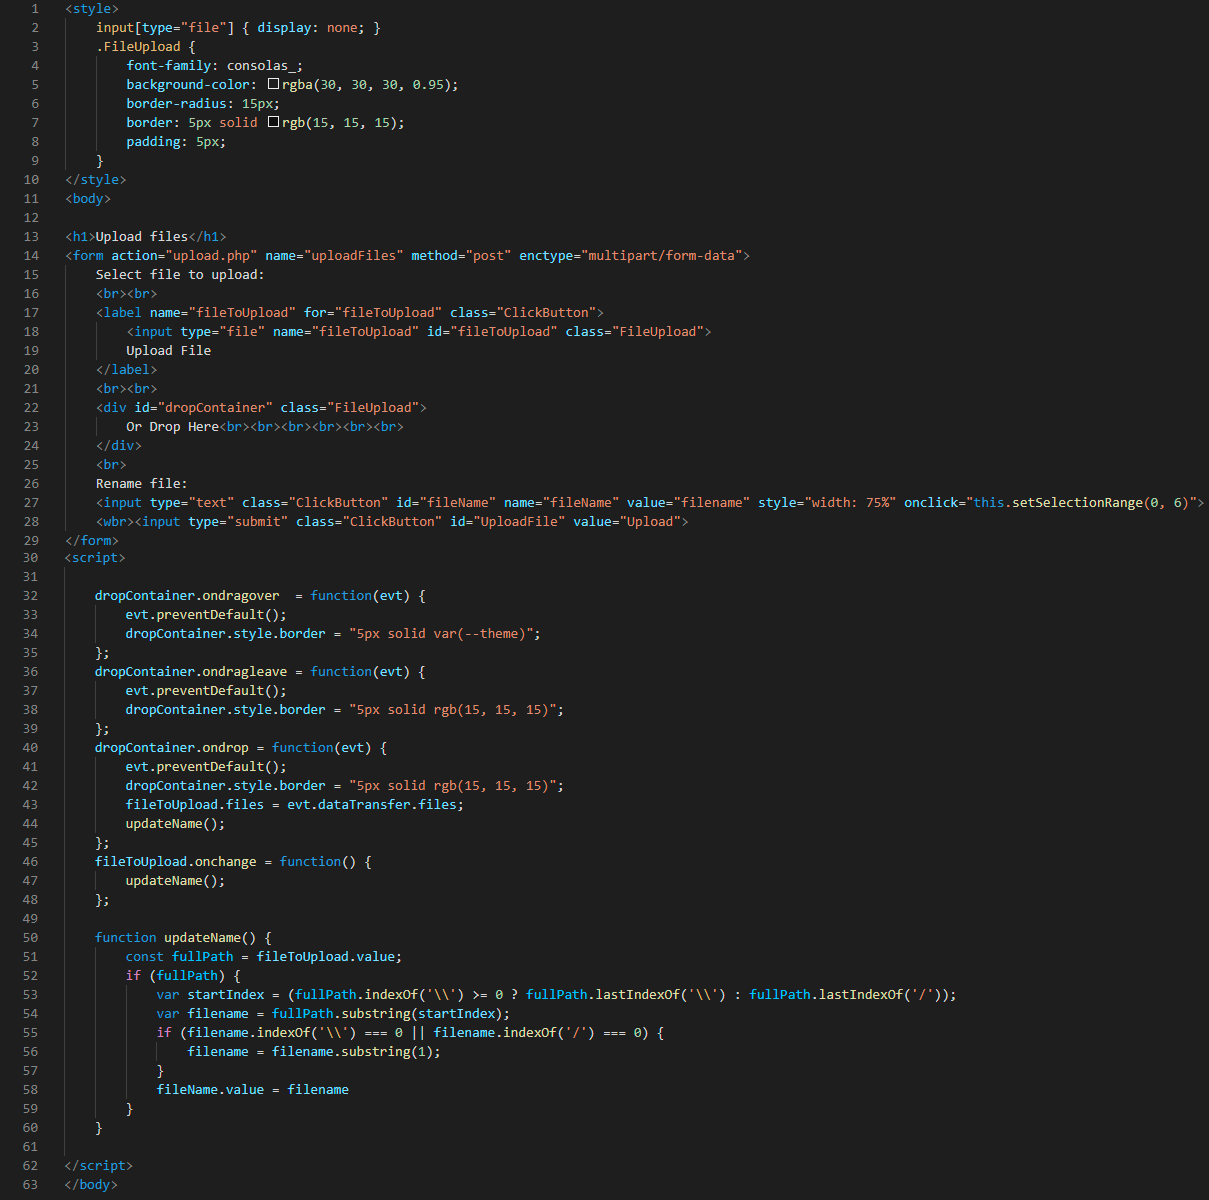 1 <style>
2     input[type="file"] { display: none; }
3     .FileUpload {
4         font-family: consolas_;
5         background-color: rgba(30, 30, 30, 0.95);
6         border-radius: 15px;
7         border: 5px solid rgb(15, 15, 15);
8         padding: 5px;
9     }
10 </style>
11 <body>
12
13 <h1>Upload files</h1>
14 <form action="upload.php" name="uploadFiles" method="post" enctype="multipart/form-data">
15     Select file to upload:
16     <br><br>
17     <label name="fileToUpload" for="fileToUpload" class="ClickButton">
18         <input type="file" name="fileToUpload" id="fileToUpload" class="FileUpload">
19         Upload File
20     </label>
21     <br><br>
22     <div id="dropContainer" class="FileUpload">
23         Or Drop Here<br><br><br><br><br><br>
24     </div>
25     <br>
26     Rename file:
27     <input type="text" class="ClickButton" id="fileName" name="fileName" value="filename" style="width: 75%" onclick="this.setSelectionRange(0, 6)">
28     <wbr><input type="submit" class="ClickButton" id="UploadFile" value="Upload">
29 </form>
30 <script>
31
32     dropContainer.ondragover  = function(evt) {
33         evt.preventDefault();
34         dropContainer.style.border = "5px solid var(--theme)";
35     };
36     dropContainer.ondragleave = function(evt) {
37         evt.preventDefault();
38         dropContainer.style.border = "5px solid rgb(15, 15, 15)";
39     };
40     dropContainer.ondrop = function(evt) {
41         evt.preventDefault();
42         dropContainer.style.border = "5px solid rgb(15, 15, 15)";
43         fileToUpload.files = evt.dataTransfer.files;
44         updateName();
45     };
46     fileToUpload.onchange = function() {
47         updateName();
48     };
49
50     function updateName() {
51         const fullPath = fileToUpload.value;
52         if (fullPath) {
53             var startIndex = (fullPath.indexOf('\\') >= 0 ? fullPath.lastIndexOf('\\') : fullPath.lastIndexOf('/'));
54             var filename = fullPath.substring(startIndex);
55             if (filename.indexOf('\\') === 0 || filename.indexOf('/') === 0) {
56                 filename = filename.substring(1);
57             }
58             fileName.value = filename
59         }
60     }
61
62 </script>
63 </body>